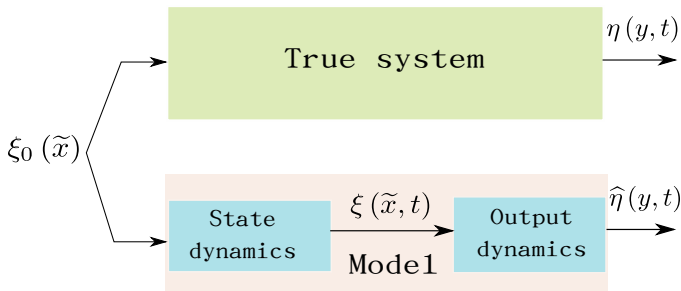 η (y, t)
True system
ξ₀ (x̃)
ξ (x̃, t)
η̂ (y, t)
State
dynamics
Output
dynamics
Model